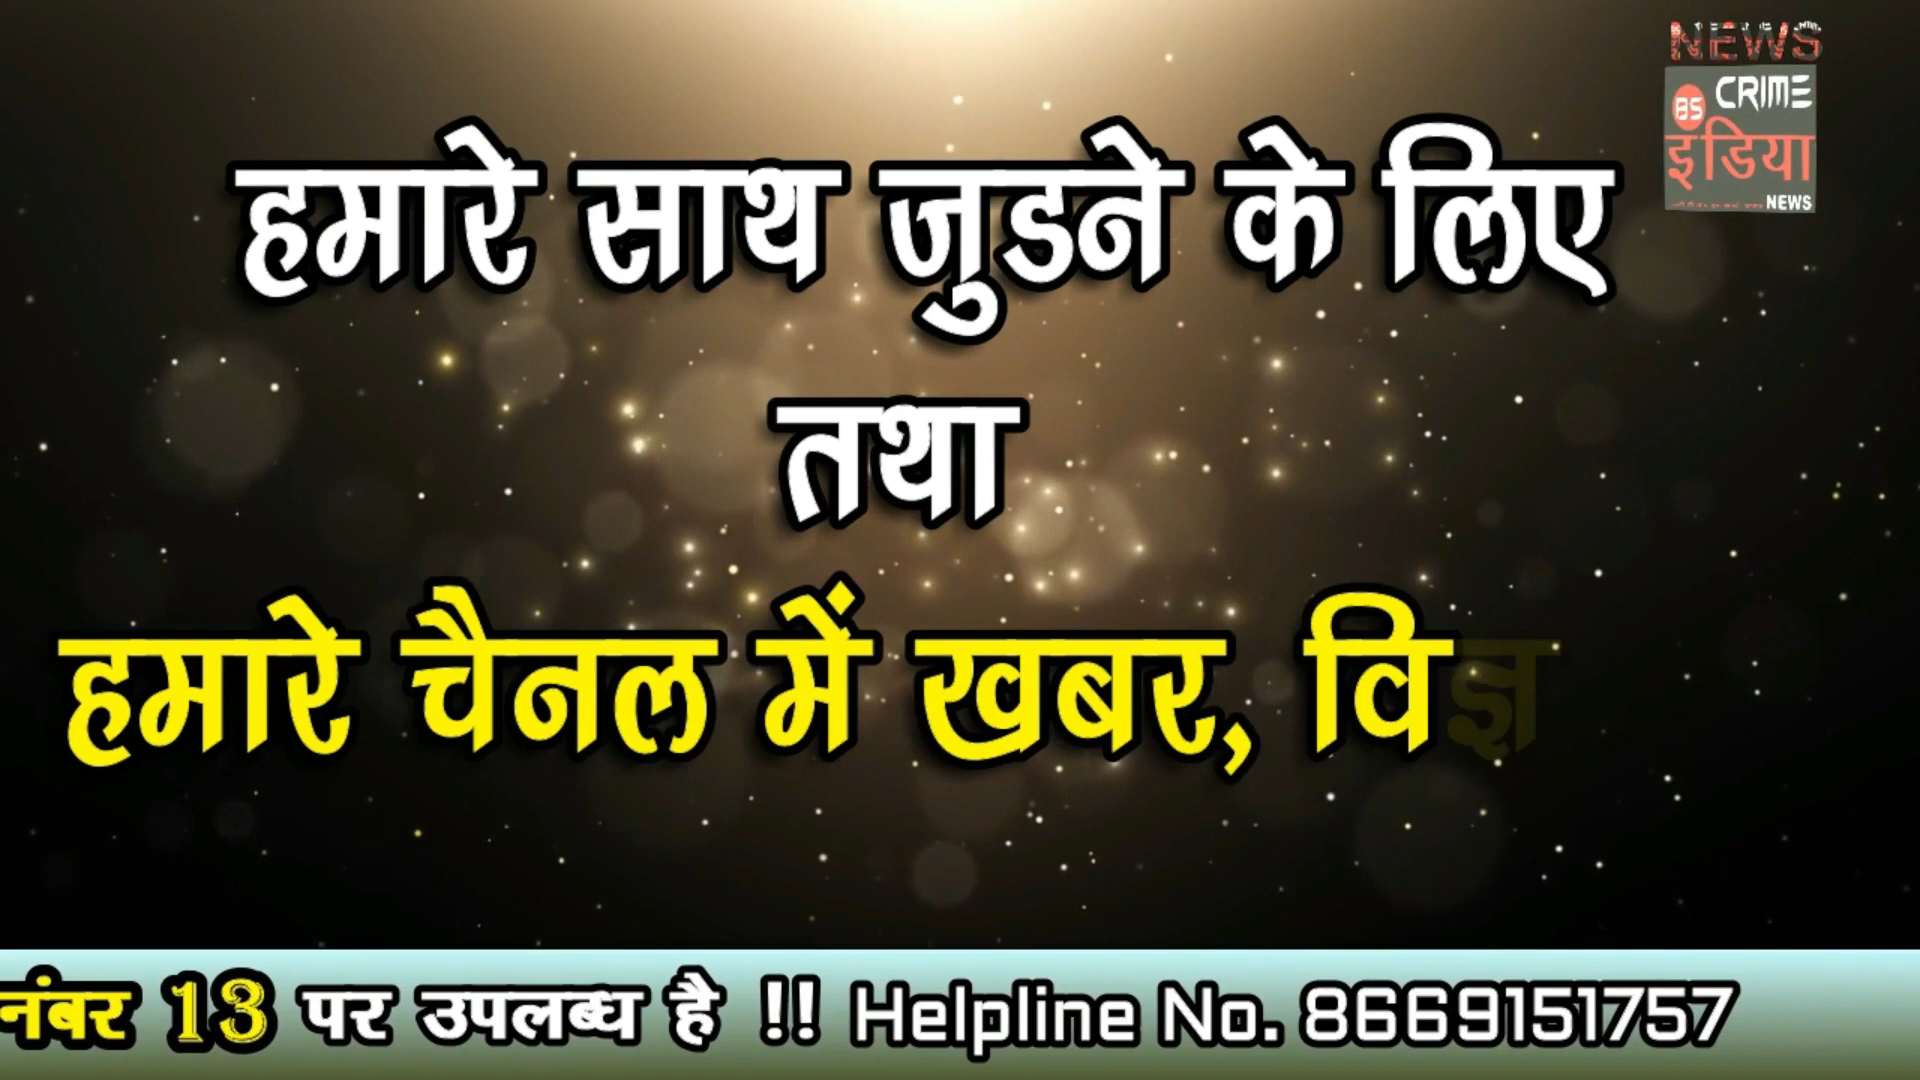 NEWS
BS CRIME
इंडिया
NEWS
हमारे साथ जुडने के लिए
तथा
हमारे चैनल में खबर, विज्ञ
नंबर 13 पर उपलब्ध है !! Helpline No. 8669151757